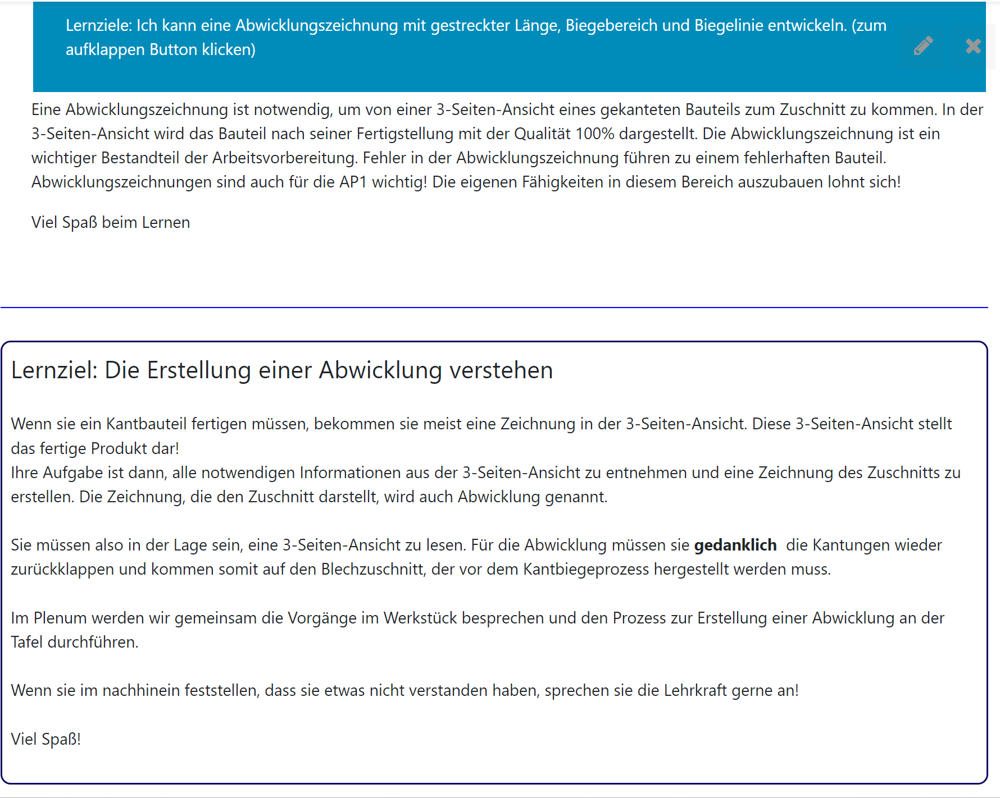 Lernziele: Ich kann eine Abwicklungszeichnung mit gestreckter Länge, Biegebereich und Biegelinie entwickeln. (zum
aufklappen Button klicken)
Eine Abwicklungszeichnung ist notwendig, um von einer 3-Seiten-Ansicht eines gekanteten Bauteils zum Zuschnitt zu kommen. In der
3-Seiten-Ansicht wird das Bauteil nach seiner Fertigstellung mit der Qualität 100% dargestellt. Die Abwicklungszeichnung ist ein
wichtiger Bestandteil der Arbeitsvorbereitung. Fehler in der Abwicklungszeichnung führen zu einem fehlerhaften Bauteil.
Abwicklungszeichnungen sind auch für die AP1 wichtig! Die eigenen Fähigkeiten in diesem Bereich auszubauen lohnt sich!
Viel Spaß beim Lernen
Lernziel: Die Erstellung einer Abwicklung verstehen
Wenn sie ein Kantbauteil fertigen müssen, bekommen sie meist eine Zeichnung in der 3-Seiten-Ansicht. Diese 3-Seiten-Ansicht stellt
das fertige Produkt dar!
Ihre Aufgabe ist dann, alle notwendigen Informationen aus der 3-Seiten-Ansicht zu entnehmen und eine Zeichnung des Zuschnitts zu
erstellen. Die Zeichnung, die den Zuschnitt darstellt, wird auch Abwicklung genannt.
Sie müssen also in der Lage sein, eine 3-Seiten-Ansicht zu lesen. Für die Abwicklung müssen sie gedanklich  die Kantungen wieder
zurückklappen und kommen somit auf den Blechzuschnitt, der vor dem Kantbiegeprozess hergestellt werden muss.
Im Plenum werden wir gemeinsam die Vorgänge im Werkstück besprechen und den Prozess zur Erstellung einer Abwicklung an der
Tafel durchführen.
Wenn sie im nachhinein feststellen, dass sie etwas nicht verstanden haben, sprechen sie die Lehrkraft gerne an!
Viel Spaß!